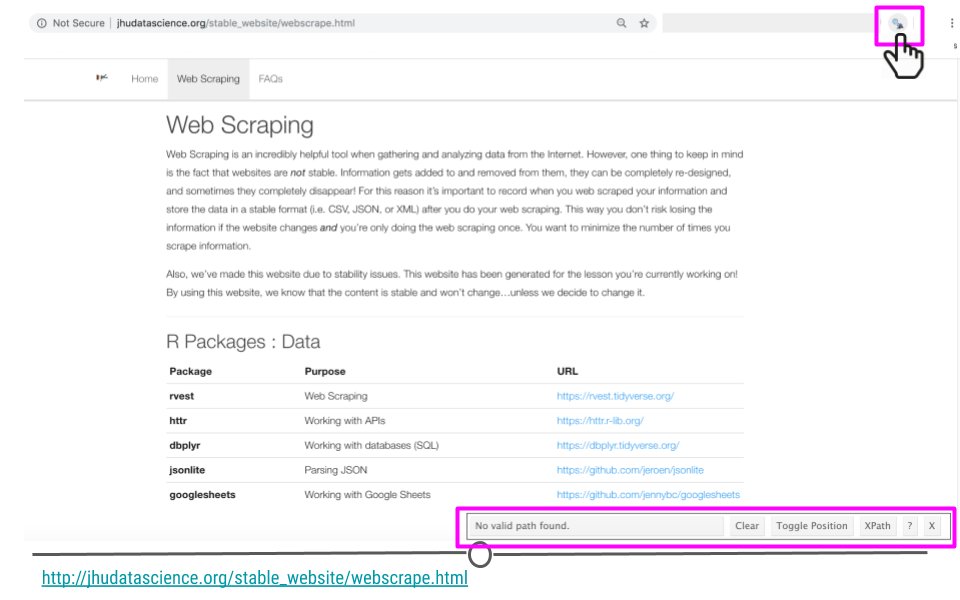 Not Secure | jhudatascience.org/stable_website/webscrape.html
Home Web Scraping FAQs
Web Scraping
Web Scraping is an incredibly helpful tool when gathering and analyzing data from the Internet. However, one thing to keep in mind
is the fact that websites are not stable. Information gets added to and removed from them, they can be completely re-designed,
and sometimes they completely disappear! For this reason it's important to record when you web scraped your information and
store the data in a stable format (i.e. CSV, JSON, or XML) after you do your web scraping. This way you don't risk losing the
information if the website changes and you're only doing the web scraping once. You want to minimize the number of times you
scrape information.
Also, we've made this website due to stability issues. This website has been generated for the lesson you're currently working on!
By using this website, we know that the content is stable and won't change…unless we decide to change it.
R Packages : Data
Package Purpose URL
rvest Web Scraping https://rvest.tidyverse.org/
httr Working with APIs https://httr.r-lib.org/
dbplyr Working with databases (SQL) https://dbplyr.tidyverse.org/
jsonlite Parsing JSON https://github.com/jeroen/jsonlite
googlesheets Working with Google Sheets https://github.com/jennybc/googlesheets
No valid path found. Clear Toggle Position XPath ? X
http://jhudatascience.org/stable_website/webscrape.html